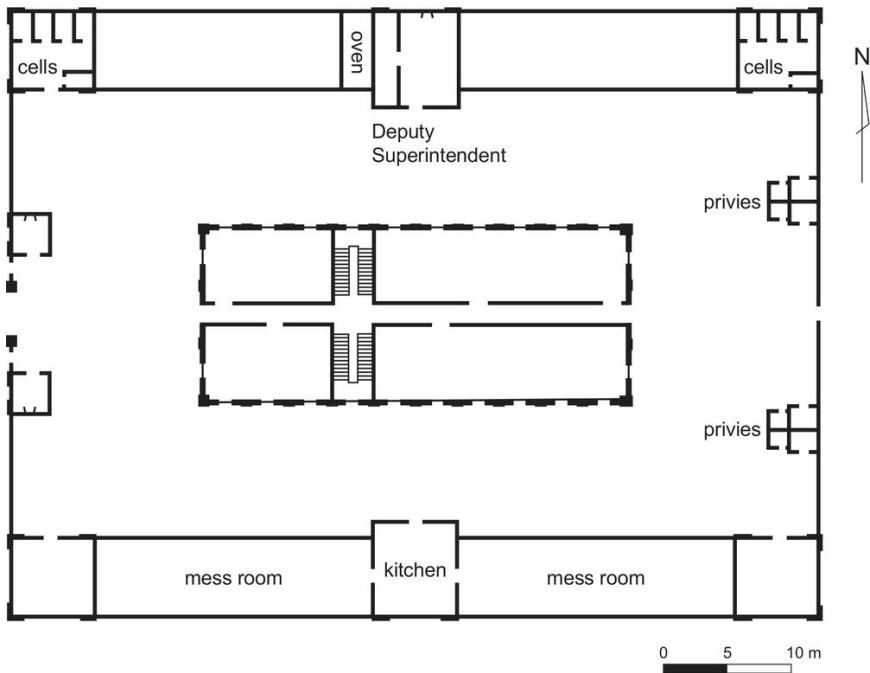 oven
N
cells
cells
Deputy
Superintendent
privies
privies
mess room
kitchen
mess room
0 5 10 m